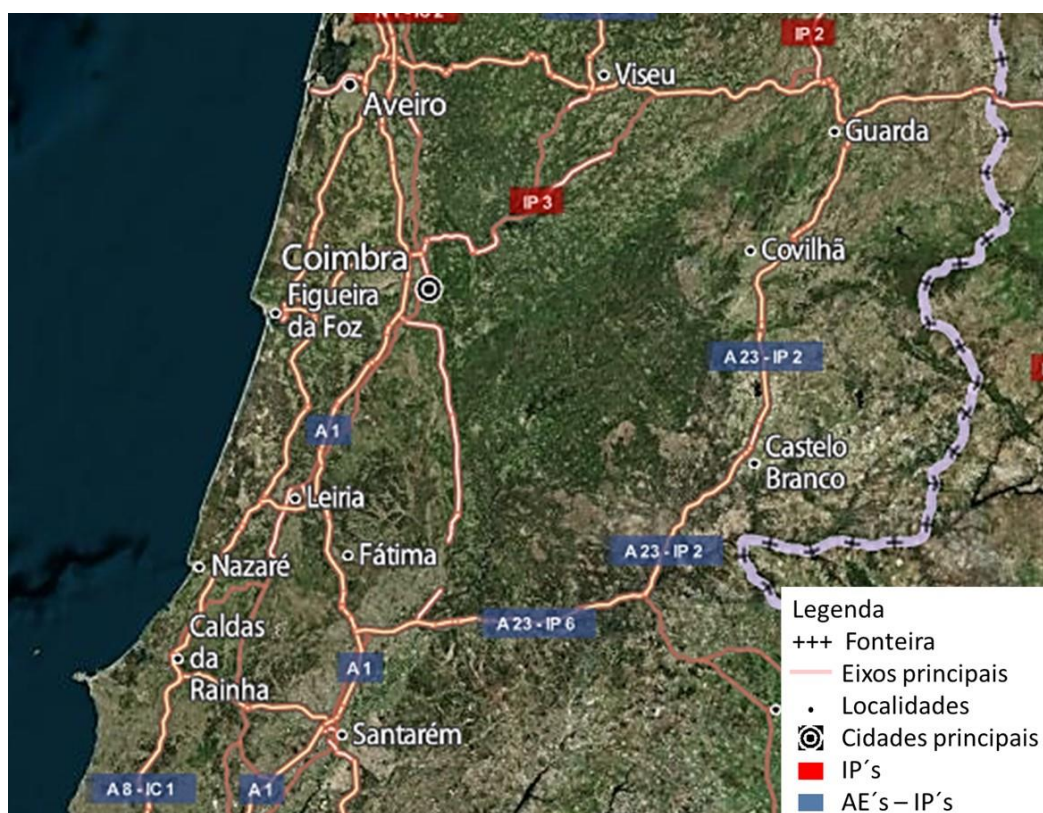 IP 2
Viseu
Aveiro
Guarda
IP 3
Coimbra
Covilhã
Figueira
da Foz
A 23 - IP 2
A 1
Castelo
Branco
Leiria
Fátima
A 23 - IP 2
Nazaré
A 23 - IP 6
Caldas
da
Rainha
A 1
Santarém
A 8 - IC 1
A 1
Legenda
+++ Fonteira
Eixos principais
Localidades
Cidades principais
IP´s
AE´s – IP´s